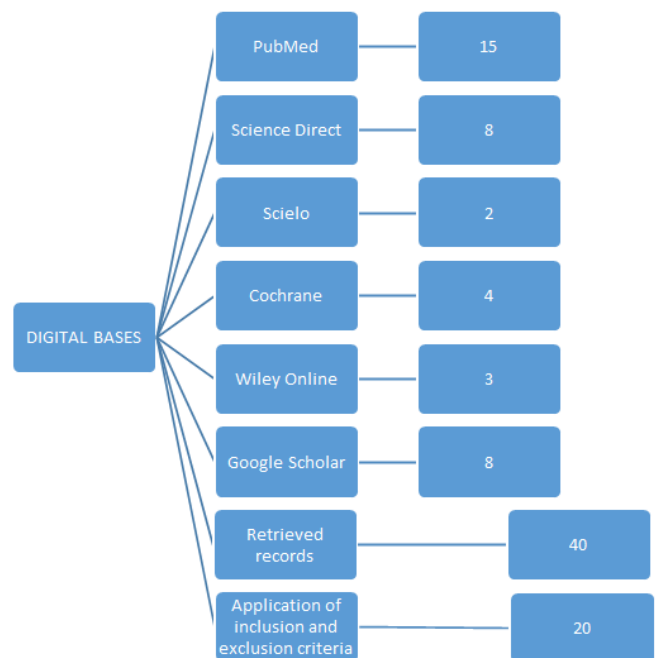 PubMed
15
Science Direct
8
Scielo
2
Cochrane
4
DIGITAL BASES
Wiley Online
3
Google Scholar
8
Retrieved
records
40
Application of
inclusion and
exclusion criteria
20